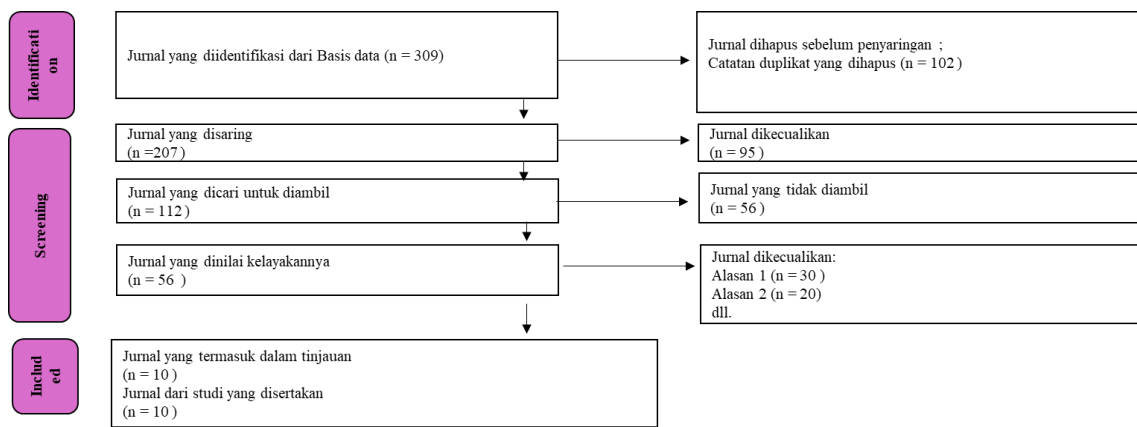 Identificati
on
Jurnal yang diidentifikasi dari Basis data (n = 309)
Jurnal dihapus sebelum penyaringan ;
Catatan duplikat yang dihapus (n = 102 )
Screening
Jurnal yang disaring
(n =207)
Jurnal dikecualikan
(n = 95 )
Jurnal yang dicari untuk diambil
(n = 112 )
Jurnal yang tidak diambil
(n = 56 )
Jurnal yang dinilai kelayakannya
(n = 56 )
Jurnal dikecualikan:
Alasan 1 (n = 30 )
Alasan 2 (n = 20)
dll.
Includ
ed
Jurnal yang termasuk dalam tinjauan
(n = 10 )
Jurnal dari studi yang disertakan
(n = 10 )